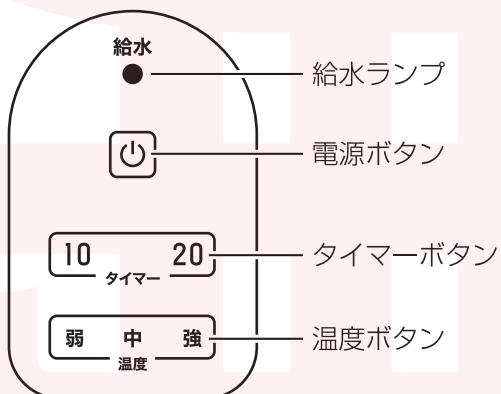 給水
給水ランプ
電源ボタン
10 20
タイマー
タイマーボタン
弱 中 強
温度
温度ボタン